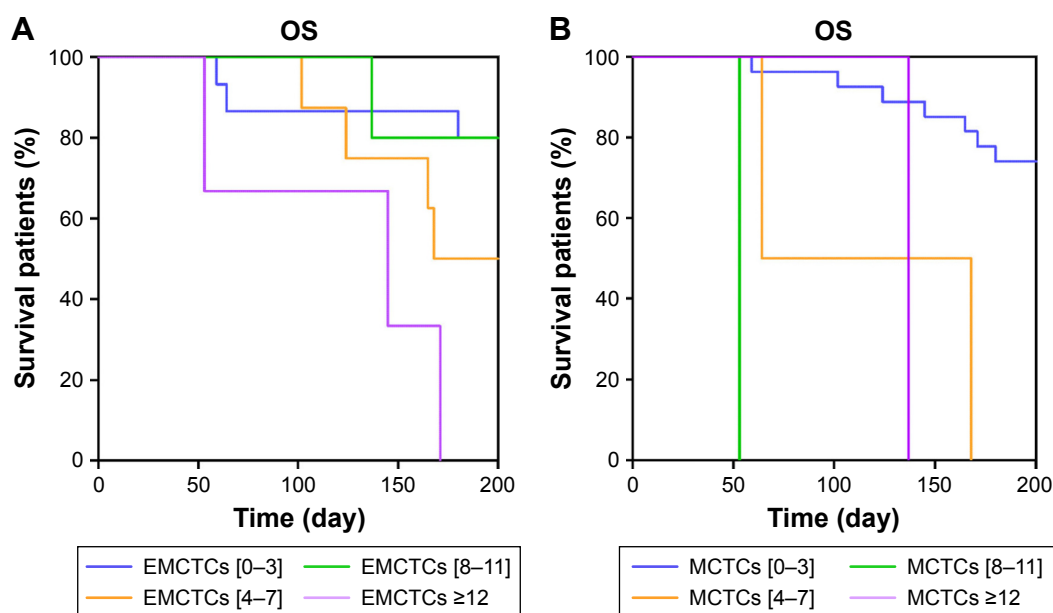 A
OS
Survival patients (%)
100
80
60
40
20
0
0 50 100 150 200
Time (day)
EMCTCs [0–3] EMCTCs [8–11]
EMCTCs [4–7] EMCTCs ≥12
B
OS
Survival patients (%)
100
80
60
40
20
0
0 50 100 150 200
Time (day)
MCTCs [0–3] MCTCs [8–11]
MCTCs [4–7] MCTCs ≥12